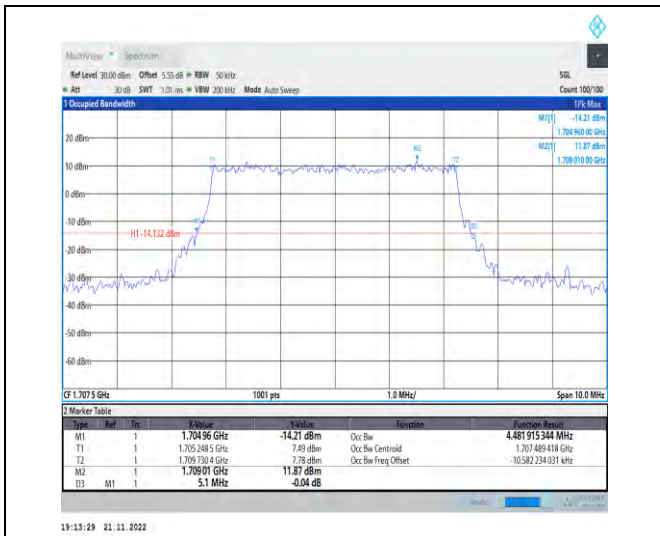 MultiView Spectrum
Ref Level 30.00 dBm Offset 5.55 dB RBW 50 kHz SGL
Att 30 dB SWT 1.01 ms VBW 200 kHz Mode Auto Sweep Count 100/100
1 Occupied Bandwidth 1Pk Max
M1[1] -14.21 dBm
1.704 960 00 GHz
M2[1] 11.87 dBm
1.709 010 00 GHz
20 dBm
M2
T1 T2
10 dBm
0 dBm
-10 dBm
H1 -14.132 dBm
-20 dBm
-30 dBm
-40 dBm
-50 dBm
-60 dBm
CF 1.707 5 GHz 1001 pts 1.0 MHz/ Span 10.0 MHz
2 Marker Table
Type Ref Trc X-Value Y-Value Function Function Result
M1 1 1.704 96 GHz -14.21 dBm Occ Bw 4.481 915 344 MHz
T1 1 1.705 248 5 GHz 7.49 dBm Occ Bw Centroid 1.707 489 418 GHz
T2 1 1.709 730 4 GHz 7.78 dBm Occ Bw Freq Offset -10.582 234 031 kHz
M2 1 1.709 01 GHz 11.87 dBm
D3 M1 1 5.1 MHz -0.04 dB
19:13:29 21.11.2022